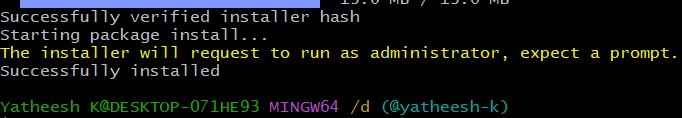 Successfully verified installer hash
Starting package install...
The installer will request to run as administrator, expect a prompt.
Successfully installed
Yatheesh K@DESKTOP-071HE93 MINGW64 /d (@yatheesh-k)